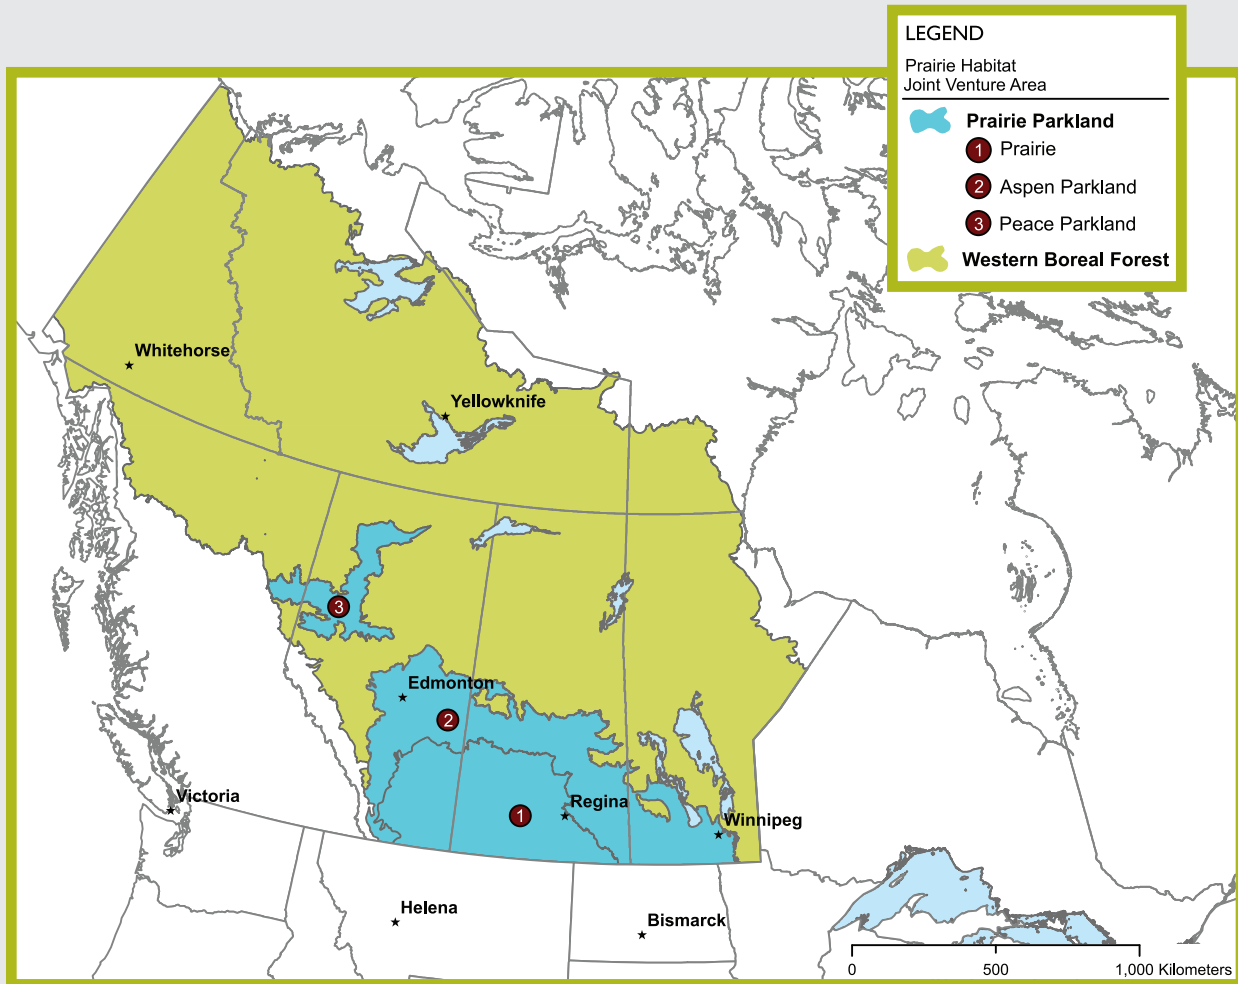 LEGEND
Prairie Habitat
Joint Venture Area
Prairie Parkland
1 Prairie
2 Aspen Parkland
3 Peace Parkland
Western Boreal Forest
Whitehorse
Yellowknife
3
Edmonton
2
Victoria
1
Regina
Winnipeg
Helena
Bismarck
0 500 1,000 Kilometers